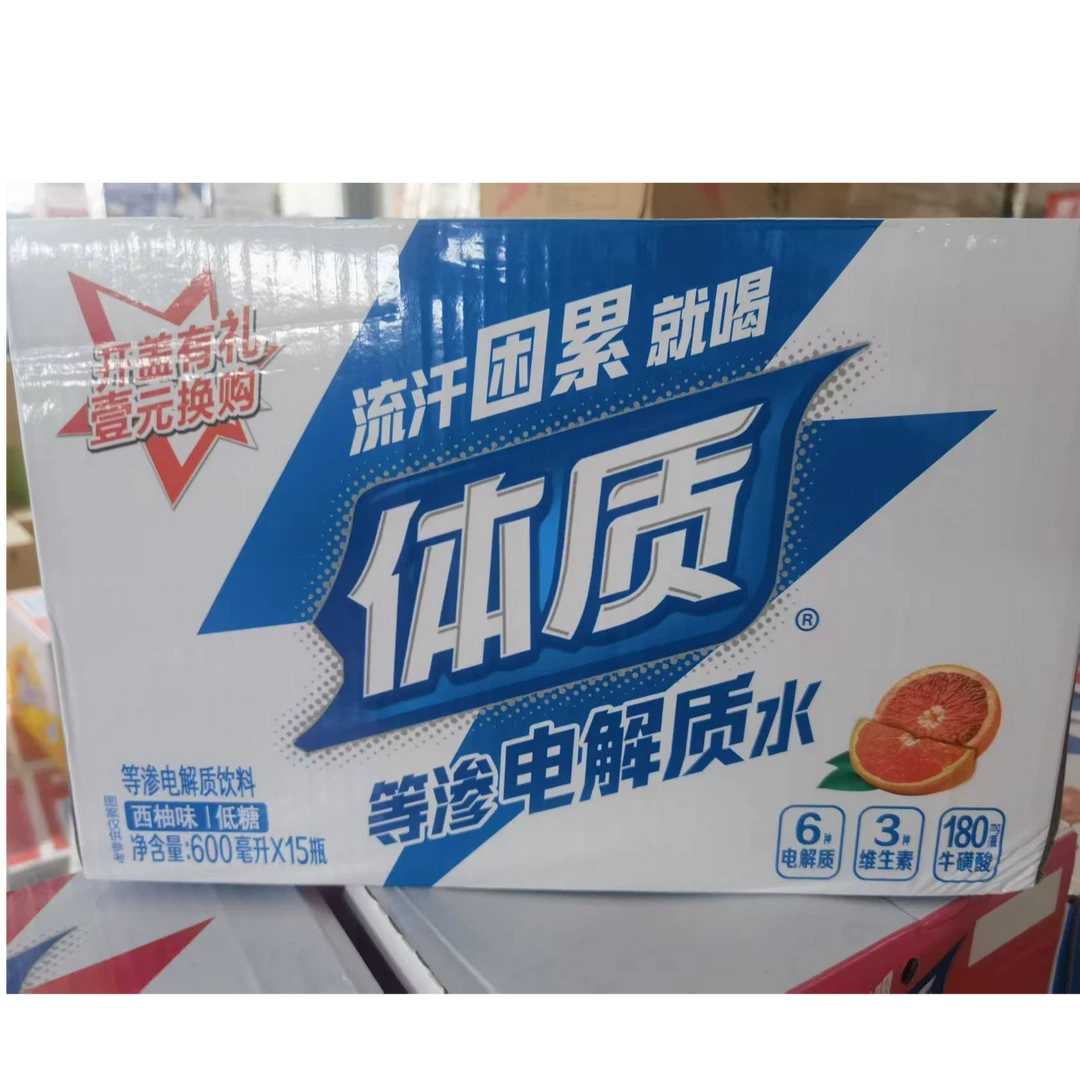 开盖有礼
壹元换购
流汗困累就喝
体质
®
等渗电解质水
等渗电解质饮料
西柚味|低糖
净含量:600毫升X15瓶
图案仅供参考
6种
电解质
3种
维生素
180mg/瓶
牛磺酸